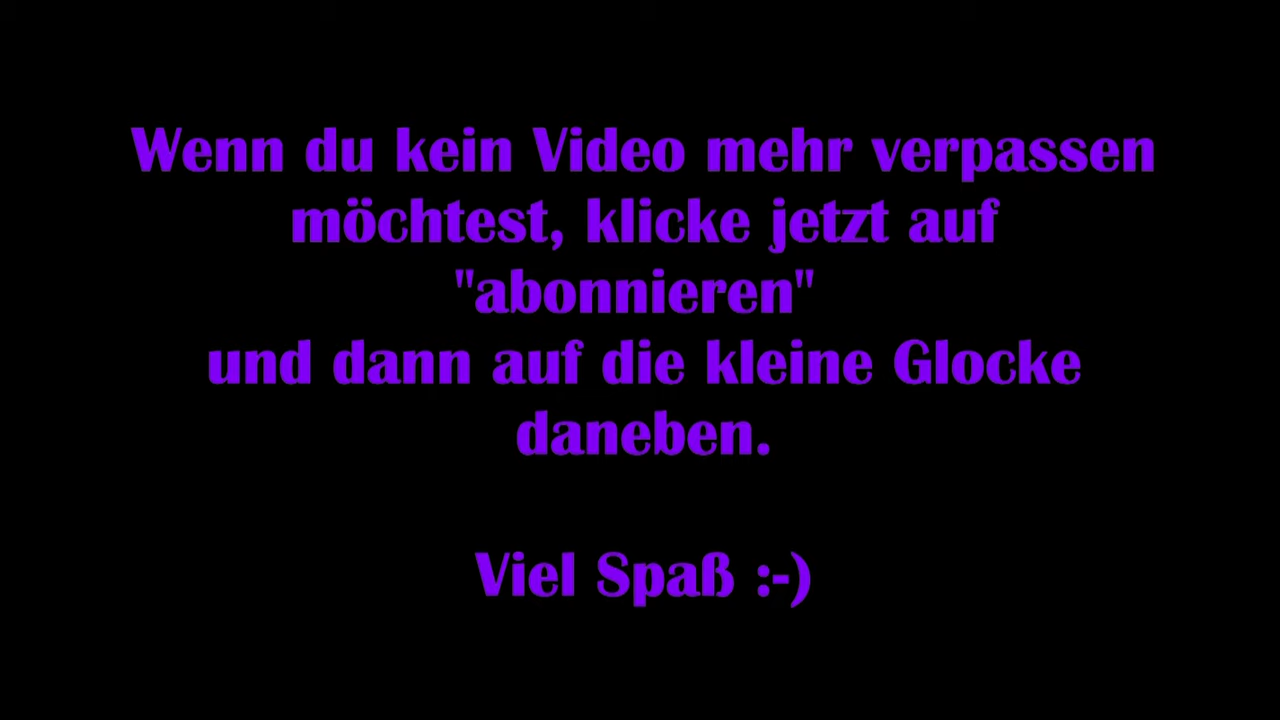 Wenn du kein Video mehr verpassen
möchtest, klicke jetzt auf
"abonnieren"
und dann auf die kleine Glocke
daneben.
Viel Spaß :-)